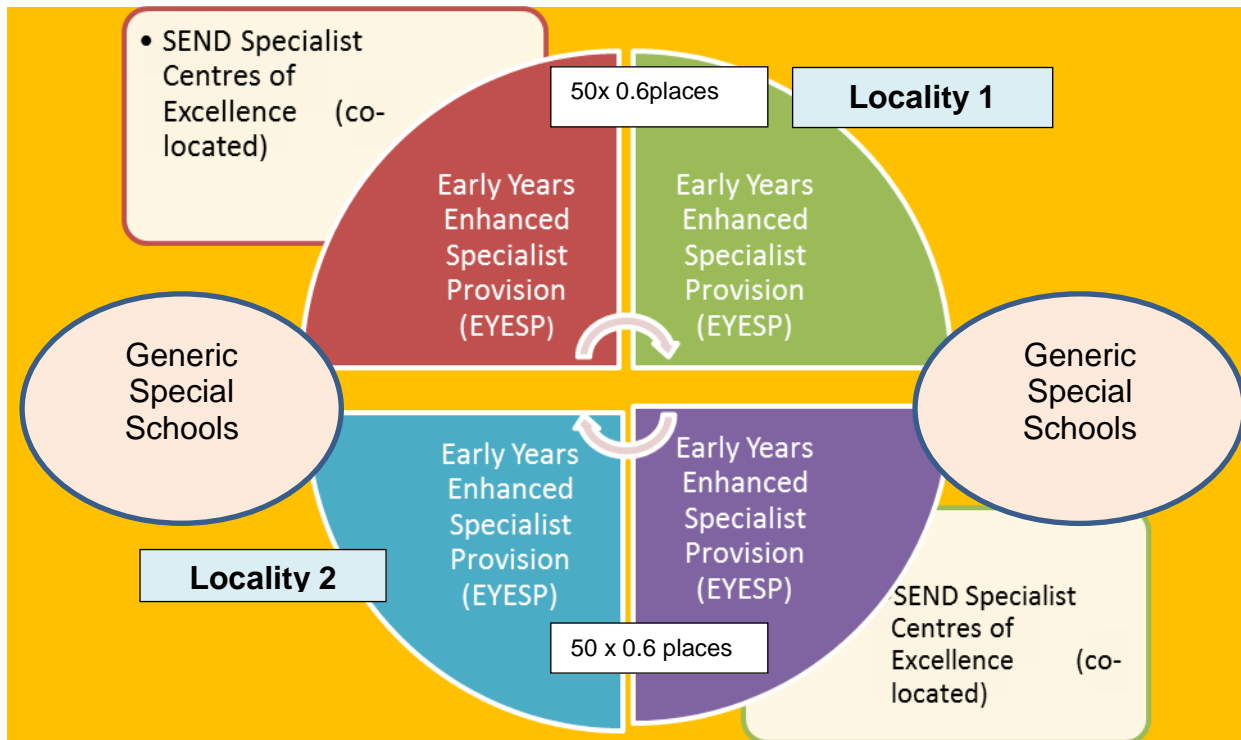 • SEND Specialist
Centres of
Excellence (co-
located)
50x 0.6places
Locality 1
Early Years
Enhanced
Specialist
Provision
(EYESP)
Early Years
Enhanced
Specialist
Provision
(EYESP)
Generic
Special
Schools
Generic
Special
Schools
Early Years
Enhanced
Specialist
Provision
(EYESP)
Early Years
Enhanced
Specialist
Provision
(EYESP)
Locality 2
50 x 0.6 places
SEND Specialist
Centres of
Excellence (co-
located)